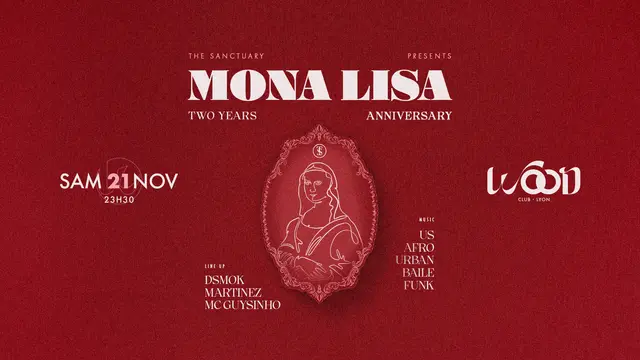 THE SANCTUARY PRESENTS
MONA LISA
TWO YEARS ANNIVERSARY
SAM 21 NOV
23H30
WOOD
CLUB - LYON
LINE UP
DSMOK
MARTINEZ
MC GUYSINHO
MUSIC
US
AFRO
URBAN
BAILE
FUNK